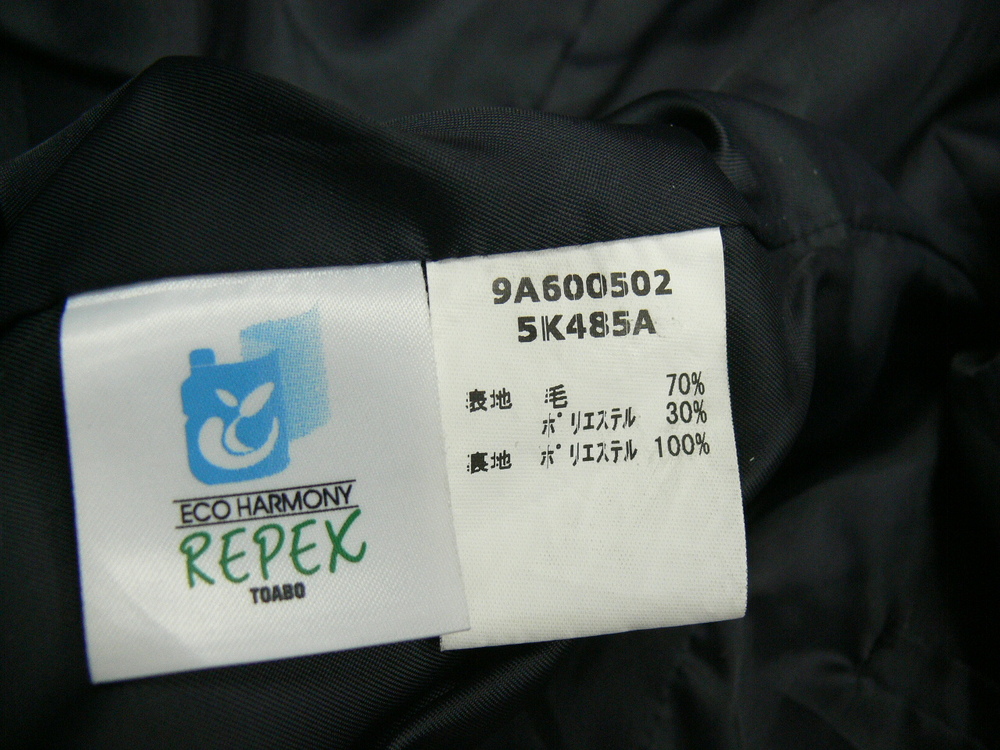 ECO HARMONY
REPEX
TOABO
9A600502
5K485A
表地 毛 70%
ポリエステル 30%
裏地 ポリエステル 100%